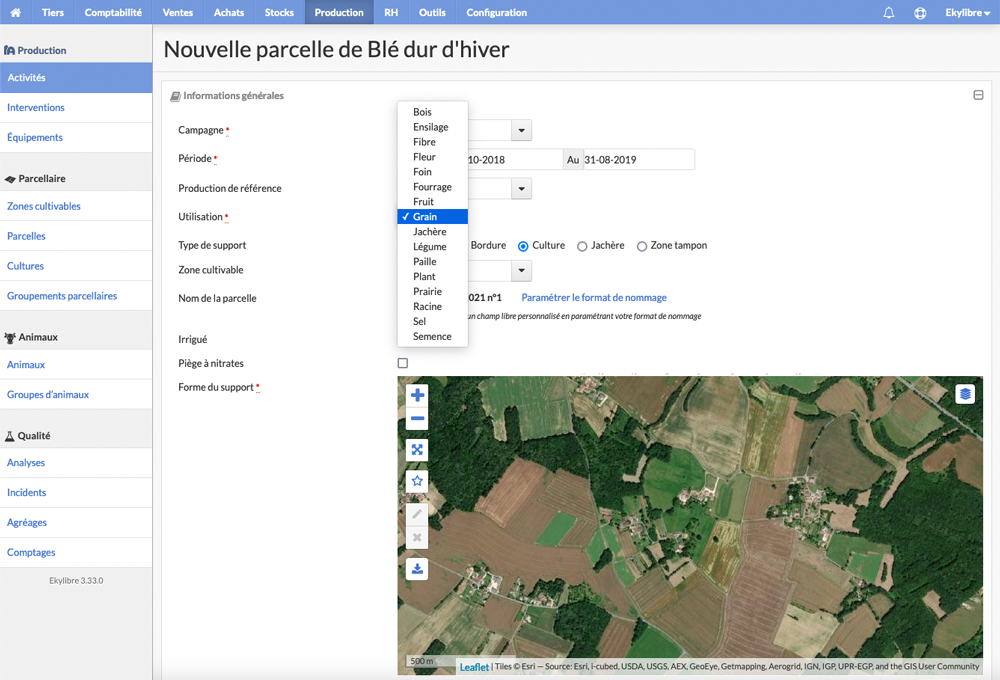 Tiers Comptabilité Ventes Achats Stocks Production RH Outils Configuration Ekylibre
Production
Activités
Interventions
Équipements
Parcellaire
Zones cultivables
Parcelles
Cultures
Groupements parcellaires
Animaux
Animaux
Groupes d'animaux
Qualité
Analyses
Incidents
Agréages
Comptages
Ekylibre 3.33.0
Nouvelle parcelle de Blé dur d'hiver
Informations générales
Campagne *
Période *
10-2018 Au 31-08-2019
Production de référence
Utilisation *
Bois
Ensilage
Fibre
Fleur
Foin
Fourrage
Fruit
✓ Grain
Jachère
Légume
Paille
Plant
Prairie
Racine
Sel
Semence
Type de support
Bordure Culture Jachère Zone tampon
Zone cultivable
Nom de la parcelle
021 n°1 Paramétrer le format de nommage
un champ libre personnalisé en paramétrant votre format de nommage
Irrigué
Piège à nitrates
Forme du support *
500 m
Leaflet | Tiles © Esri — Source: Esri, i-cubed, USDA, USGS, AEX, GeoEye, Getmapping, Aerogrid, IGN, IGP, UPR-EGP, and the GIS User Community